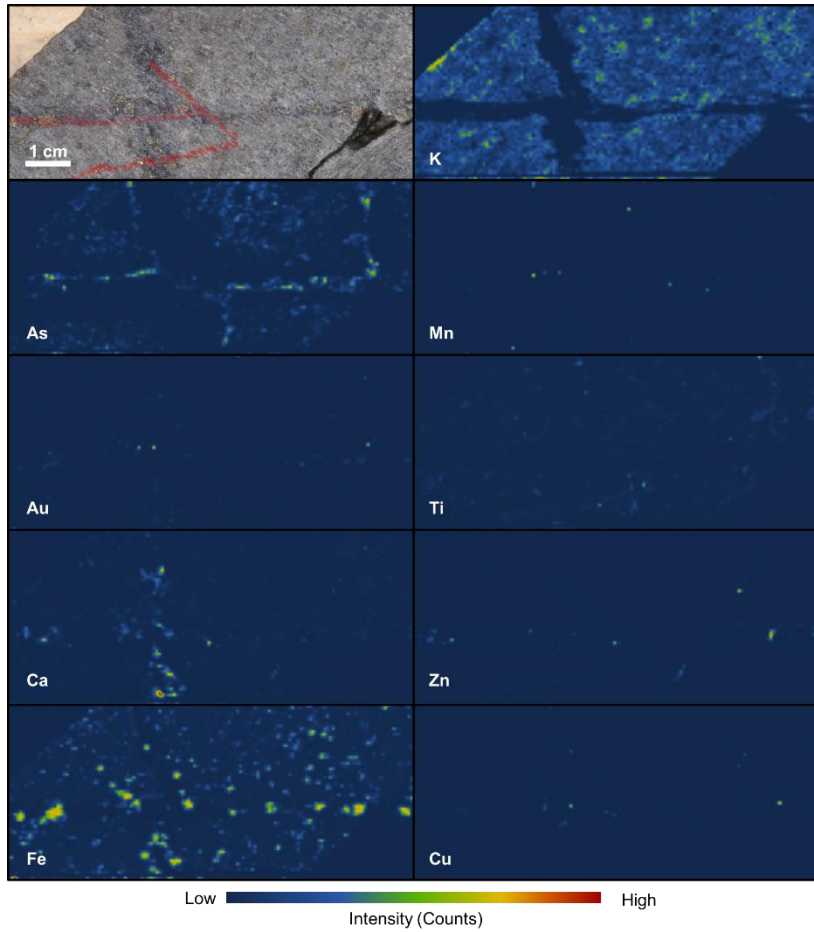 1 cm
K
As
Mn
Au
Ti
Ca
Zn
Fe
Cu
Low
High
Intensity (Counts)